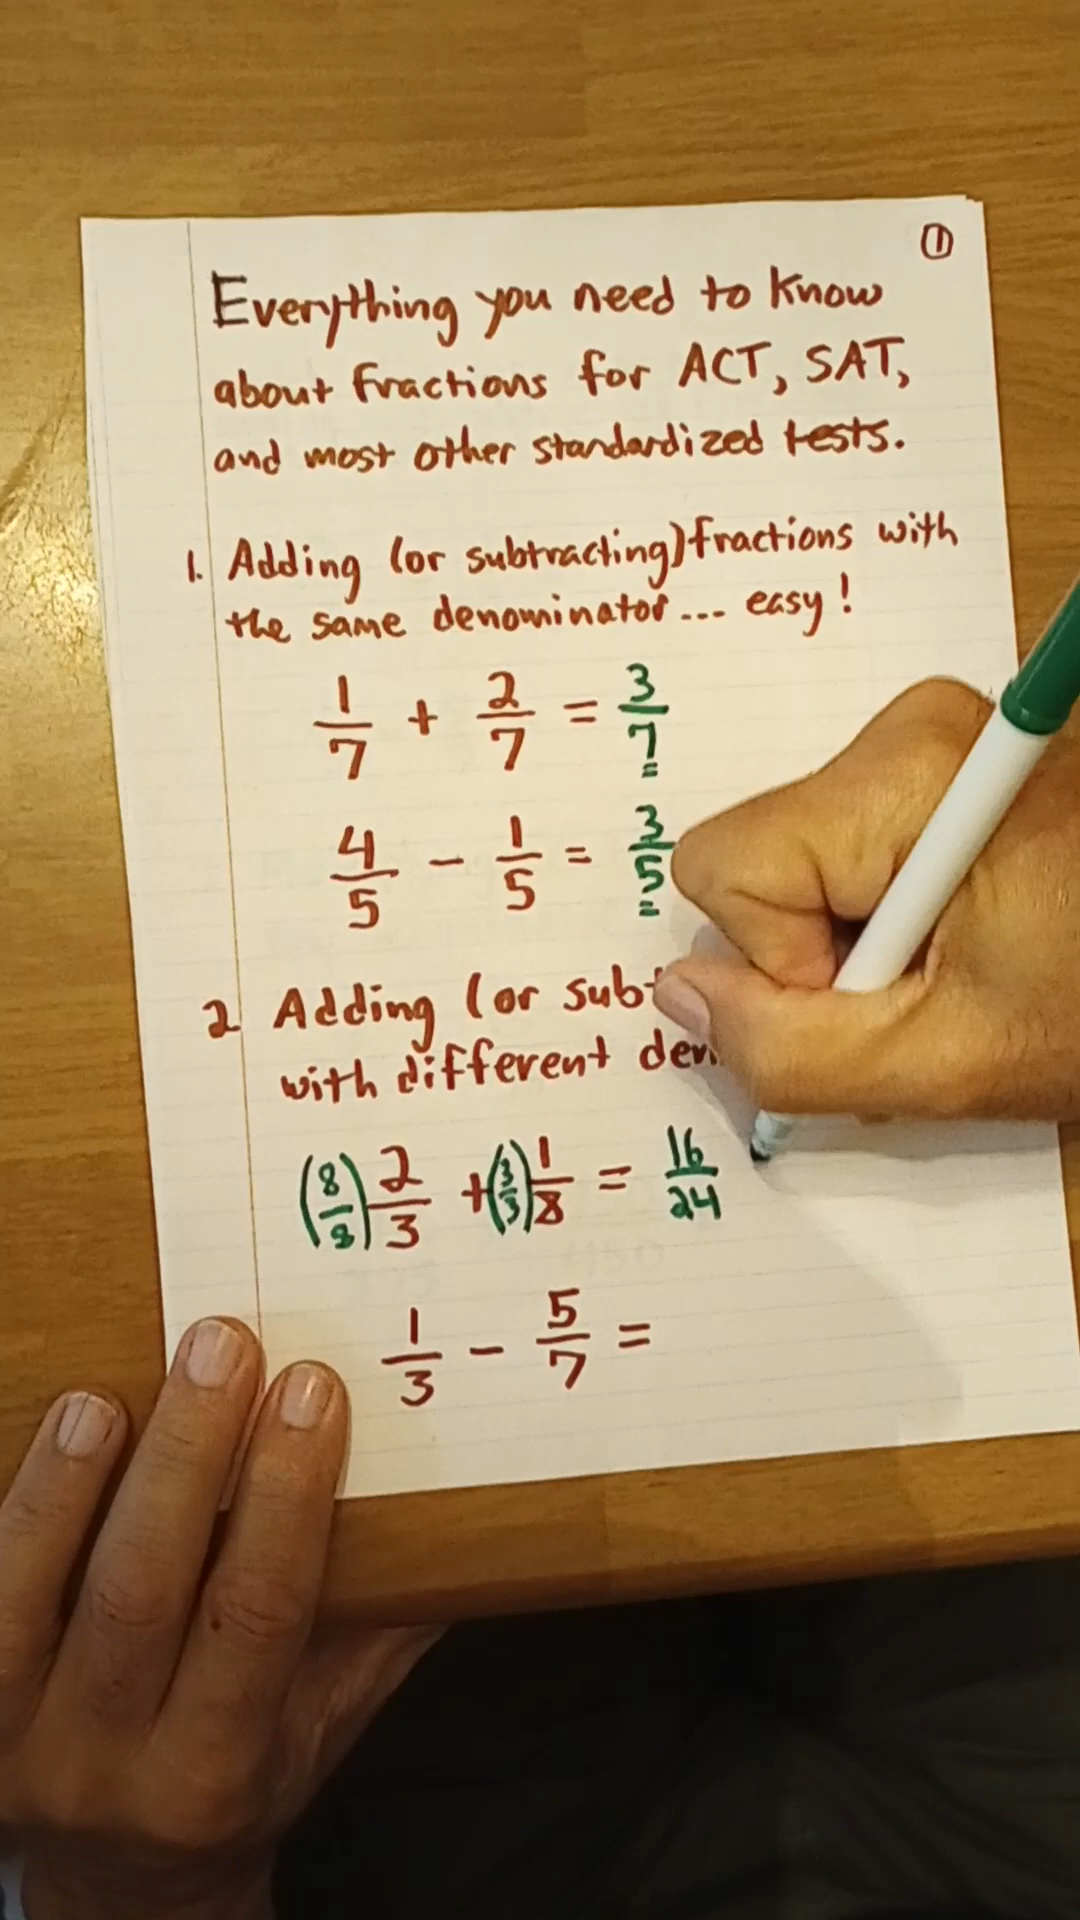 ①
Everything you need to know
about fractions for ACT, SAT,
and most other standardized tests.
1. Adding (or subtracting) fractions with
the same denominator... easy!
1/7 + 2/7 = 3/7
4/5 - 1/5 = 3/5
2 Adding (or subt
with different den
(8/8) 2/3 + (3/3) 1/8 = 16/24
1/3 - 5/7 =